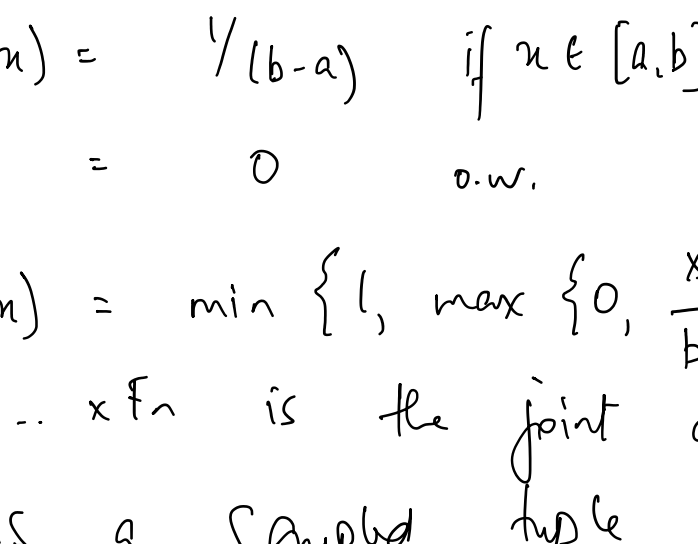 x) = 1/(b-a) if x ∈ [a,b]
= 0 o.w.
x) = min {1, max {0, x
b
.. x Fn is the joint
a sampled tuple